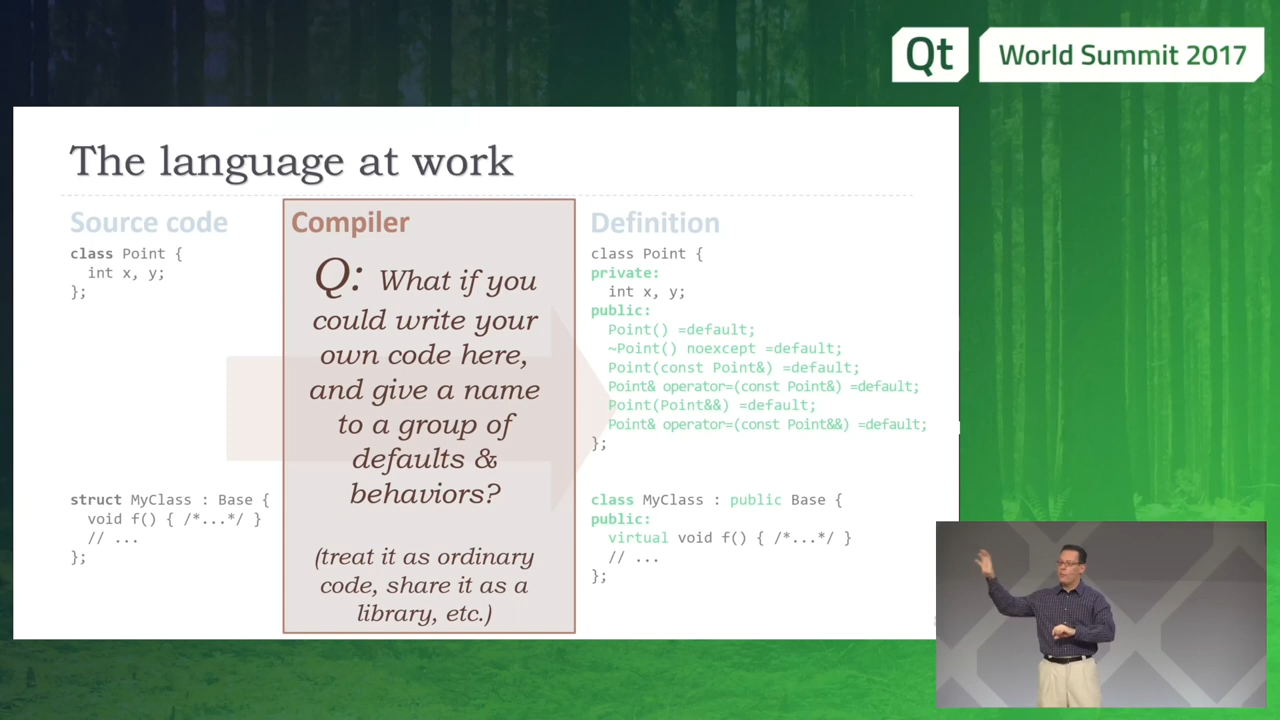 Qt World Summit 2017
The language at work
Source code
class Point {
int x, y;
};
struct MyClass : Base {
void f() { /*...*/ }
// ...
};
Compiler
Q: What if you
could write your
own code here,
and give a name
to a group of
defaults &
behaviors?
(treat it as ordinary
code, share it as a
library, etc.)
Definition
class Point {
private:
int x, y;
public:
Point() =default;
~Point() noexcept =default;
Point(const Point&) =default;
Point& operator=(const Point&) =default;
Point(Point&&) =default;
Point& operator=(const Point&&) =default;
};
class MyClass : public Base {
public:
virtual void f() { /*...*/ }
// ...
};